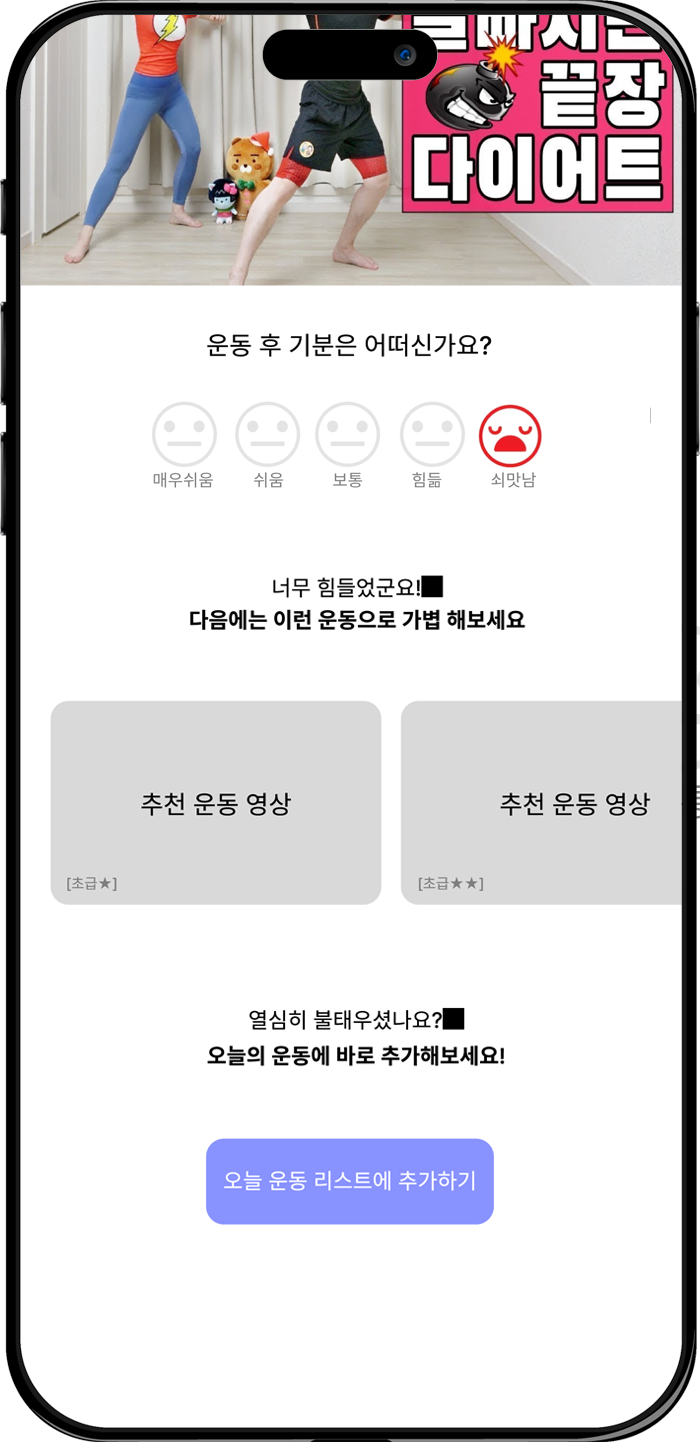 끝장
다이어트
운동 후 기분은 어떠신가요?
매우쉬움 쉬움 보통 힘듦 쇠맛남
너무 힘들었군요!
다음에는 이런 운동으로 가볍 해보세요
추천 운동 영상 추천 운동 영상
[초급★] [초급★★]
열심히 불태우셨나요?
오늘의 운동에 바로 추가해보세요!
오늘 운동 리스트에 추가하기